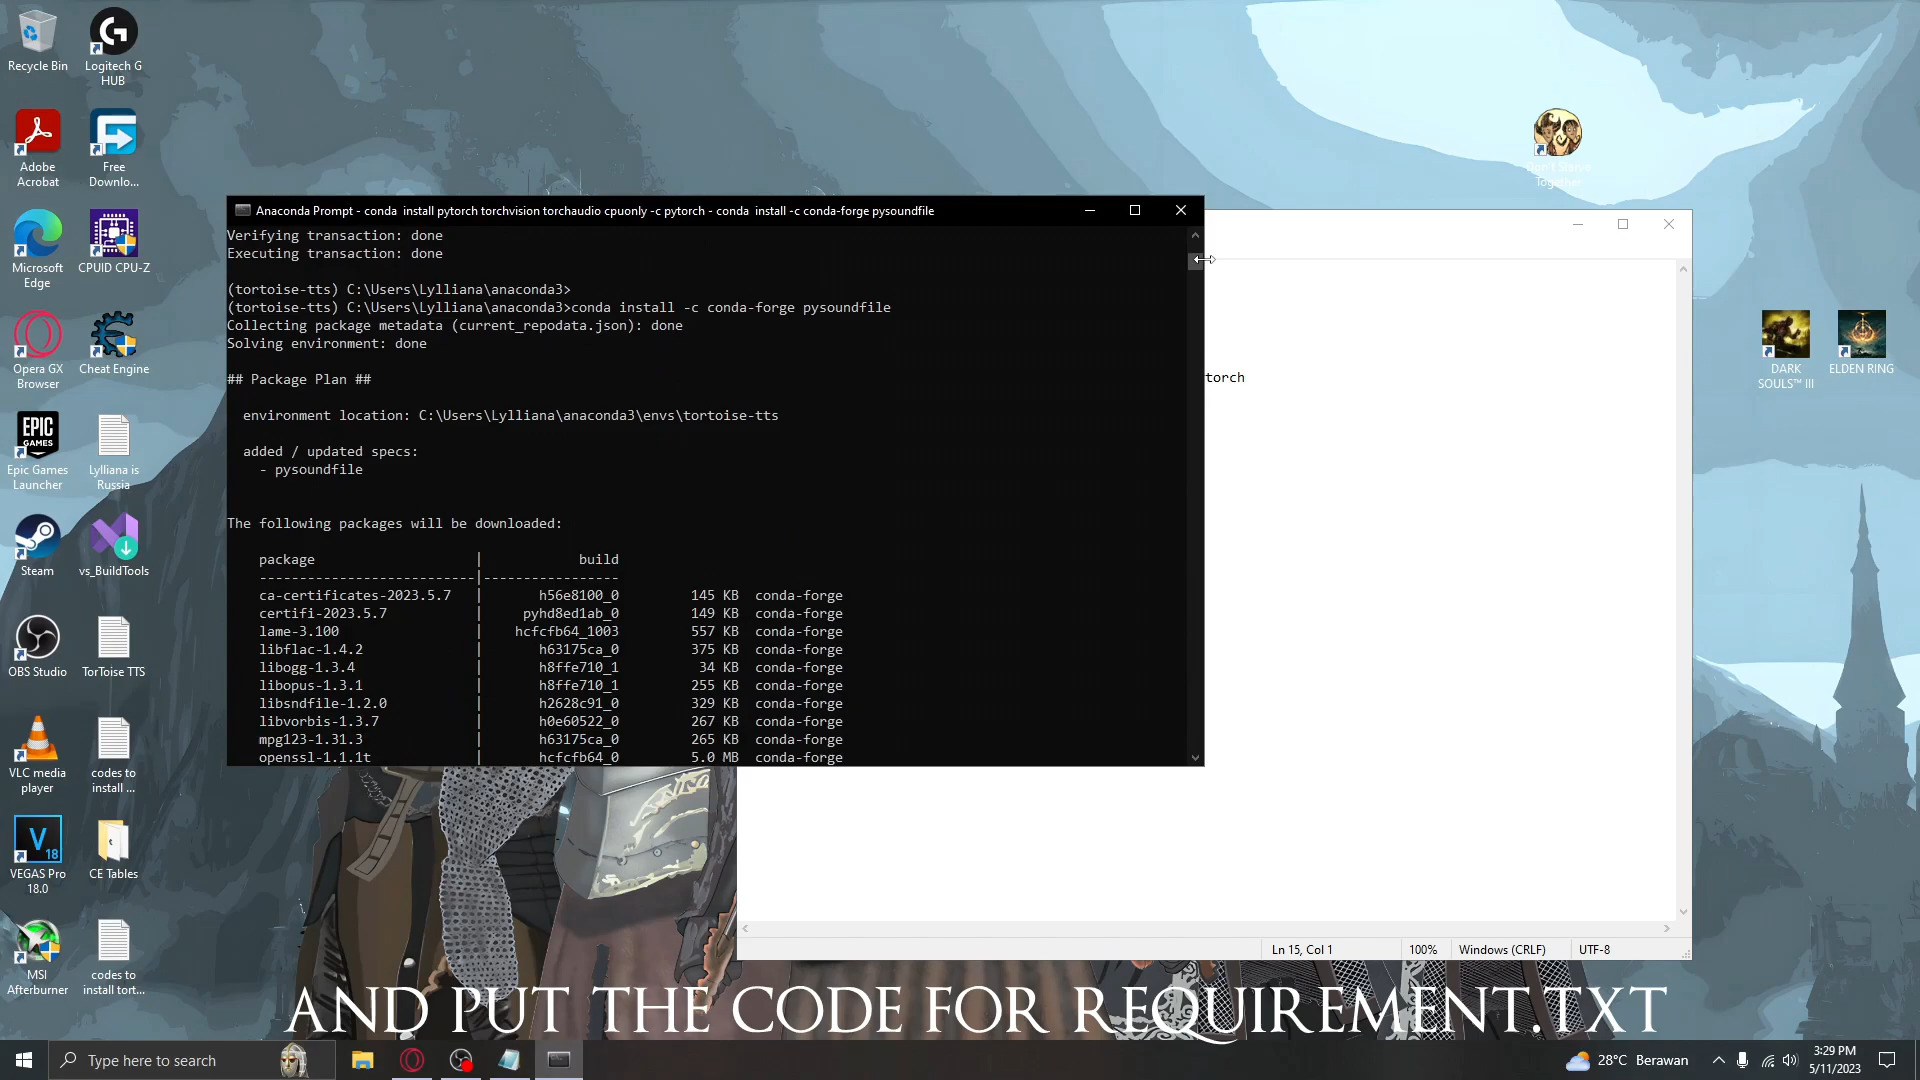 Recycle Bin
Logitech G
HUB
Adobe
Acrobat
Free
Downlo...
Microsoft
Edge
CPUID CPU-Z
Opera GX
Browser
Cheat Engine
Epic Games
Launcher
Lylliana is
Russia
Steam
vs_BuildTools
OBS Studio
TorToise TTS
VLC media
player
codes to
install ...
VEGAS Pro
18.0
CE Tables
MSI
Afterburner
codes to
install tort...
Don't Starve
Together
DARK
SOULS™ III
ELDEN RING
Anaconda Prompt - conda  install pytorch torchvision torchaudio cpuonly -c pytorch - conda  install -c conda-forge pysoundfile
Verifying transaction: done
Executing transaction: done
(tortoise-tts) C:\Users\Lylliana\anaconda3>
(tortoise-tts) C:\Users\Lylliana\anaconda3>conda install -c conda-forge pysoundfile
Collecting package metadata (current_repodata.json): done
Solving environment: done
## Package Plan ##
environment location: C:\Users\Lylliana\anaconda3\envs\tortoise-tts
added / updated specs:
- pysoundfile
The following packages will be downloaded:
package | build
---------------------------|-----------------
ca-certificates-2023.5.7 | h56e8100_0 145 KB conda-forge
certifi-2023.5.7 | pyhd8ed1ab_0 149 KB conda-forge
lame-3.100 | hcfcfb64_1003 557 KB conda-forge
libflac-1.4.2 | h63175ca_0 375 KB conda-forge
libogg-1.3.4 | h8ffe710_1 34 KB conda-forge
libopus-1.3.1 | h8ffe710_1 255 KB conda-forge
libsndfile-1.2.0 | h2628c91_0 329 KB conda-forge
libvorbis-1.3.7 | h0e60522_0 267 KB conda-forge
mpg123-1.31.3 | h63175ca_0 265 KB conda-forge
openssl-1.1.1t | hcfcfb64_0 5.0 MB conda-forge
torch
Ln 15, Col 1 100% Windows (CRLF) UTF-8
AND PUT THE CODE FOR REQUIREMENT.TXT
Type here to search
28°C Berawan
3:29 PM
5/11/2023